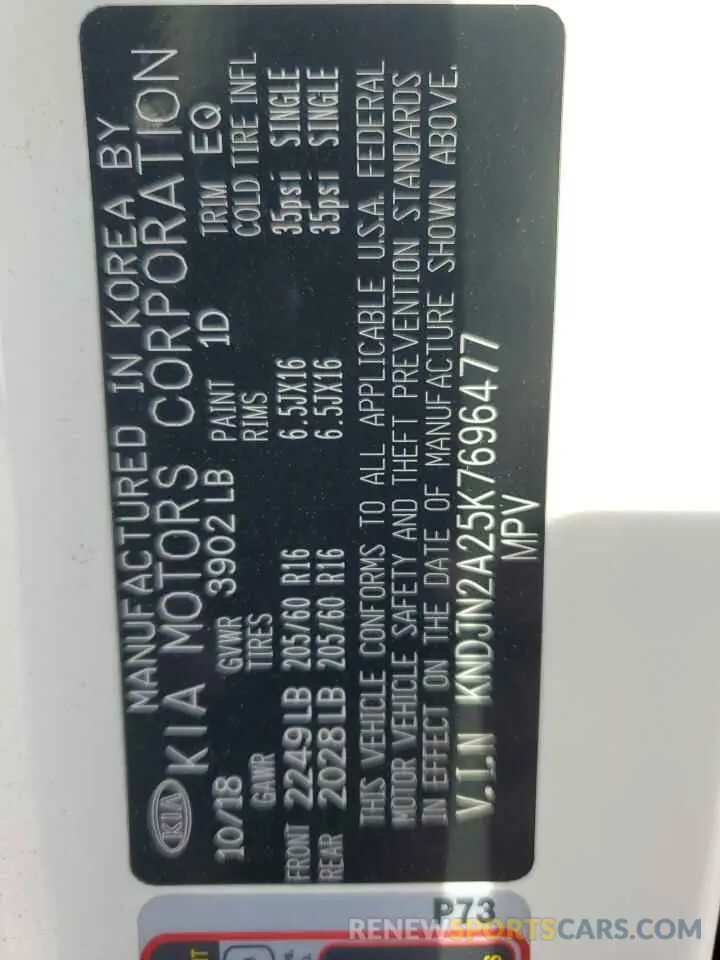 MANUFACTURED IN KOREA BY
KIA KIA MOTORS CORPORATION
10/18 GVWR 3902 LB PAINT 1D TRIM EQ
GAWR TIRES RIMS COLD TIRE INFL
FRONT 2249LB 205/60 R16 6.5JX16 35psi SINGLE
REAR 2028LB 205/60 R16 6.5JX16 35psi SINGLE
THIS VEHICLE CONFORMS TO ALL APPLICABLE U.S.A. FEDERAL
MOTOR VEHICLE SAFETY AND THEFT PREVENTION STANDARDS
IN EFFECT ON THE DATE OF MANUFACTURE SHOWN ABOVE.
V.I.N KNDJN2A25K7696477
MPV
P73
RENEWSPORTSCARS.COM